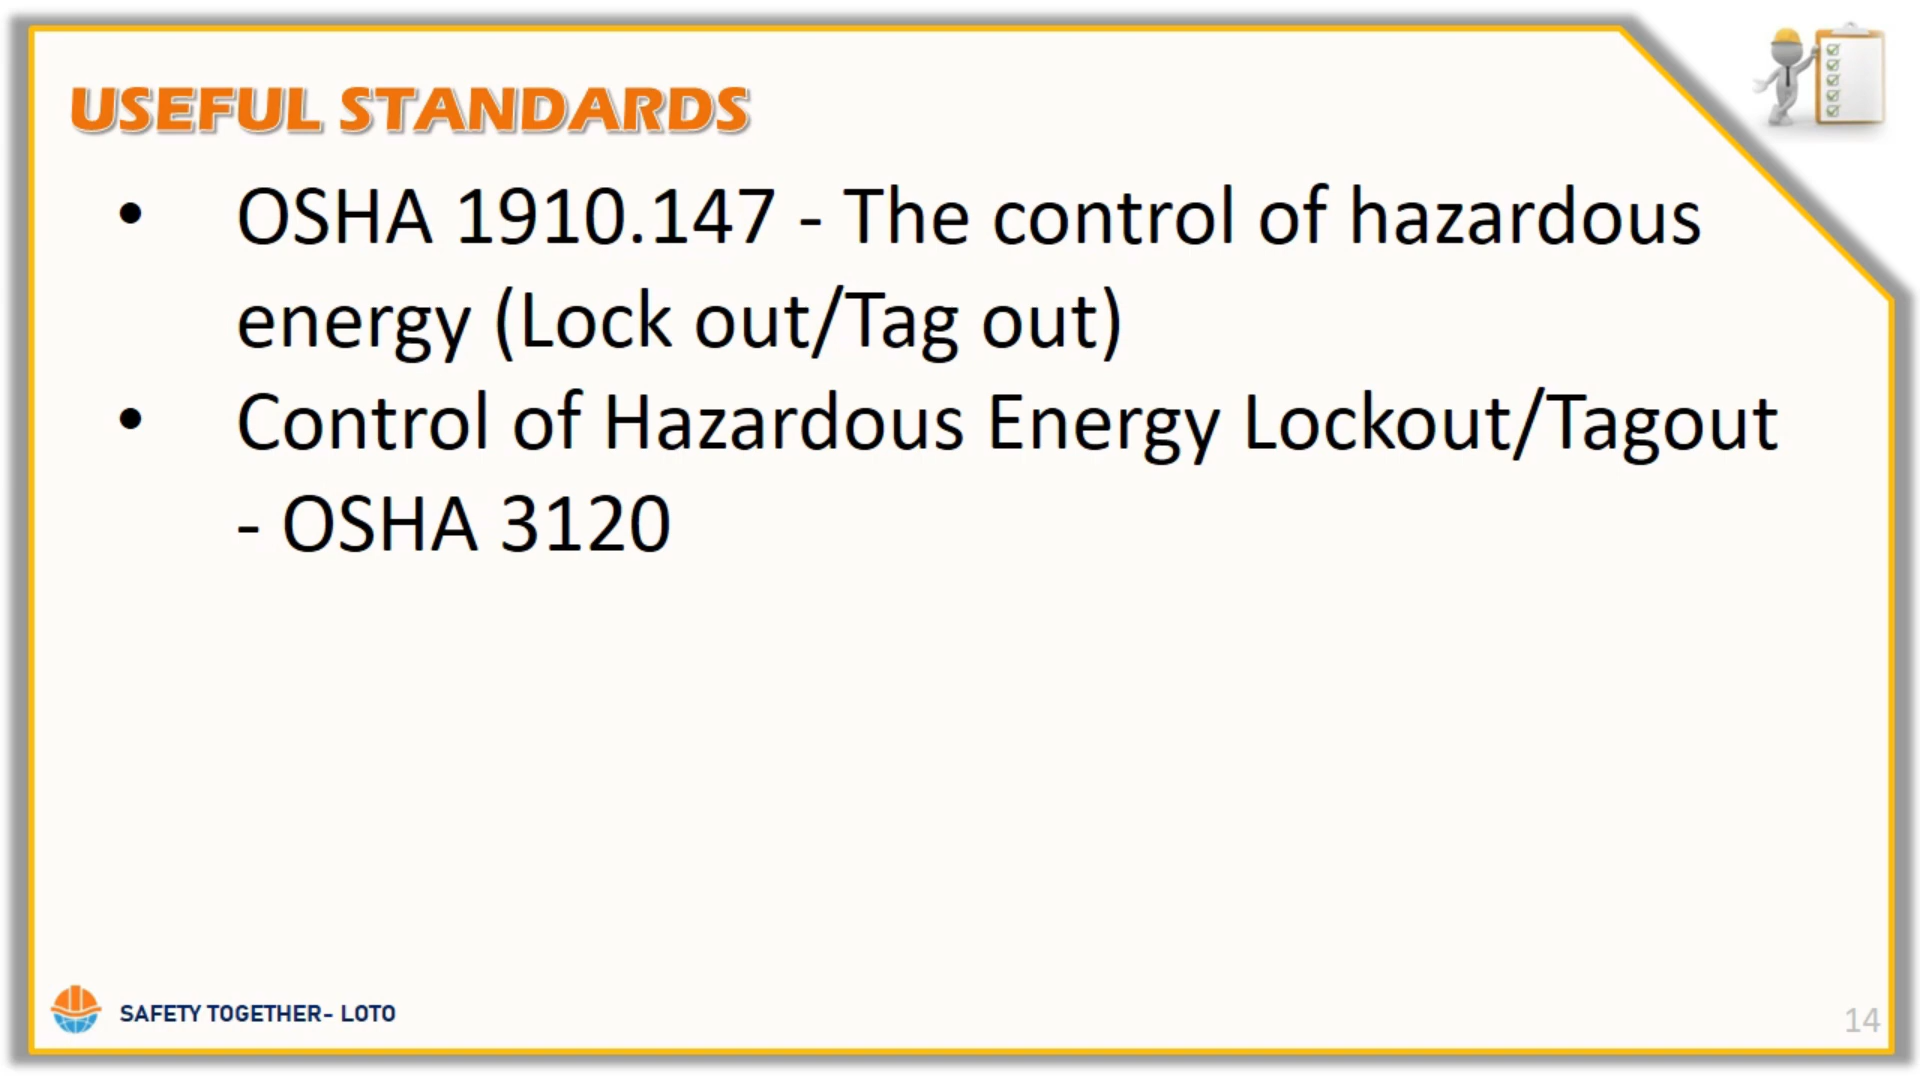 USEFUL STANDARDS
• OSHA 1910.147 - The control of hazardous
energy (Lock out/Tag out)
• Control of Hazardous Energy Lockout/Tagout
- OSHA 3120
SAFETY TOGETHER- LOTO
14